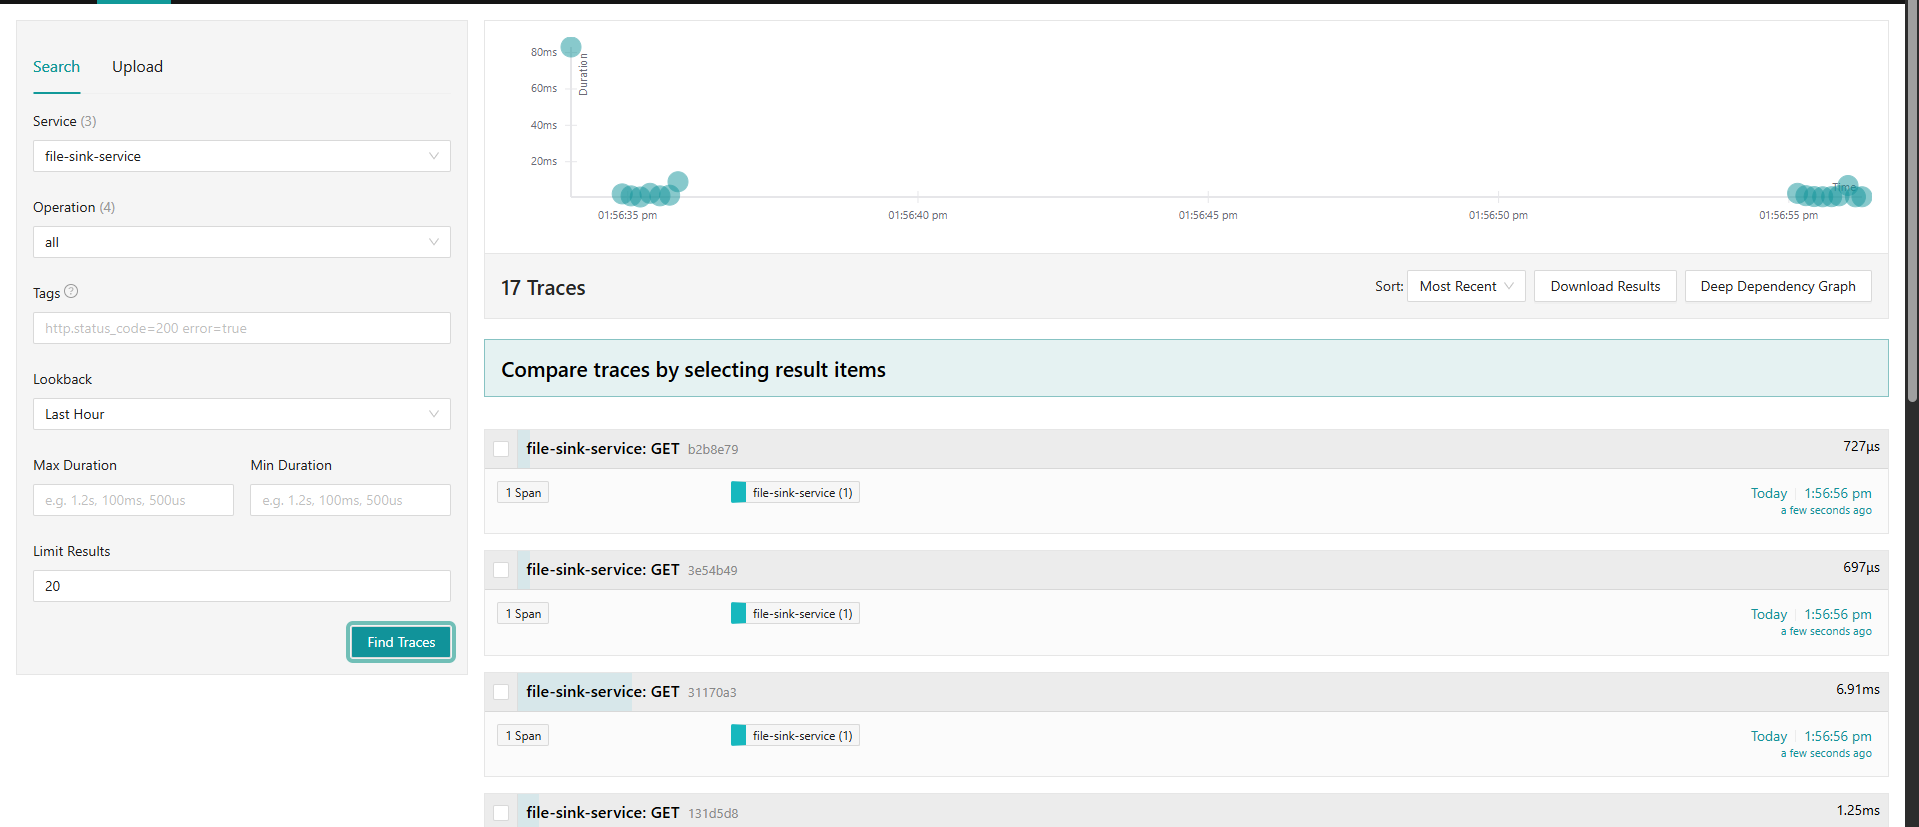 Search Upload
Service (3)
file-sink-service
Operation (4)
all
Tags
http.status_code=200 error=true
Lookback
Last Hour
Max Duration Min Duration
e.g. 1.2s, 100ms, 500us e.g. 1.2s, 100ms, 500us
Limit Results
20
Find Traces
80ms
60ms
40ms
20ms
Duration
Time
01:56:35 pm 01:56:40 pm 01:56:45 pm 01:56:50 pm 01:56:55 pm
17 Traces Sort: Most Recent Download Results Deep Dependency Graph
Compare traces by selecting result items
file-sink-service: GET b2b8e79 727μs
1 Span file-sink-service (1) Today 1:56:56 pm
a few seconds ago
file-sink-service: GET 3e54b49 697μs
1 Span file-sink-service (1) Today 1:56:56 pm
a few seconds ago
file-sink-service: GET 31170a3 6.91ms
1 Span file-sink-service (1) Today 1:56:56 pm
a few seconds ago
file-sink-service: GET 131d5d8 1.25ms